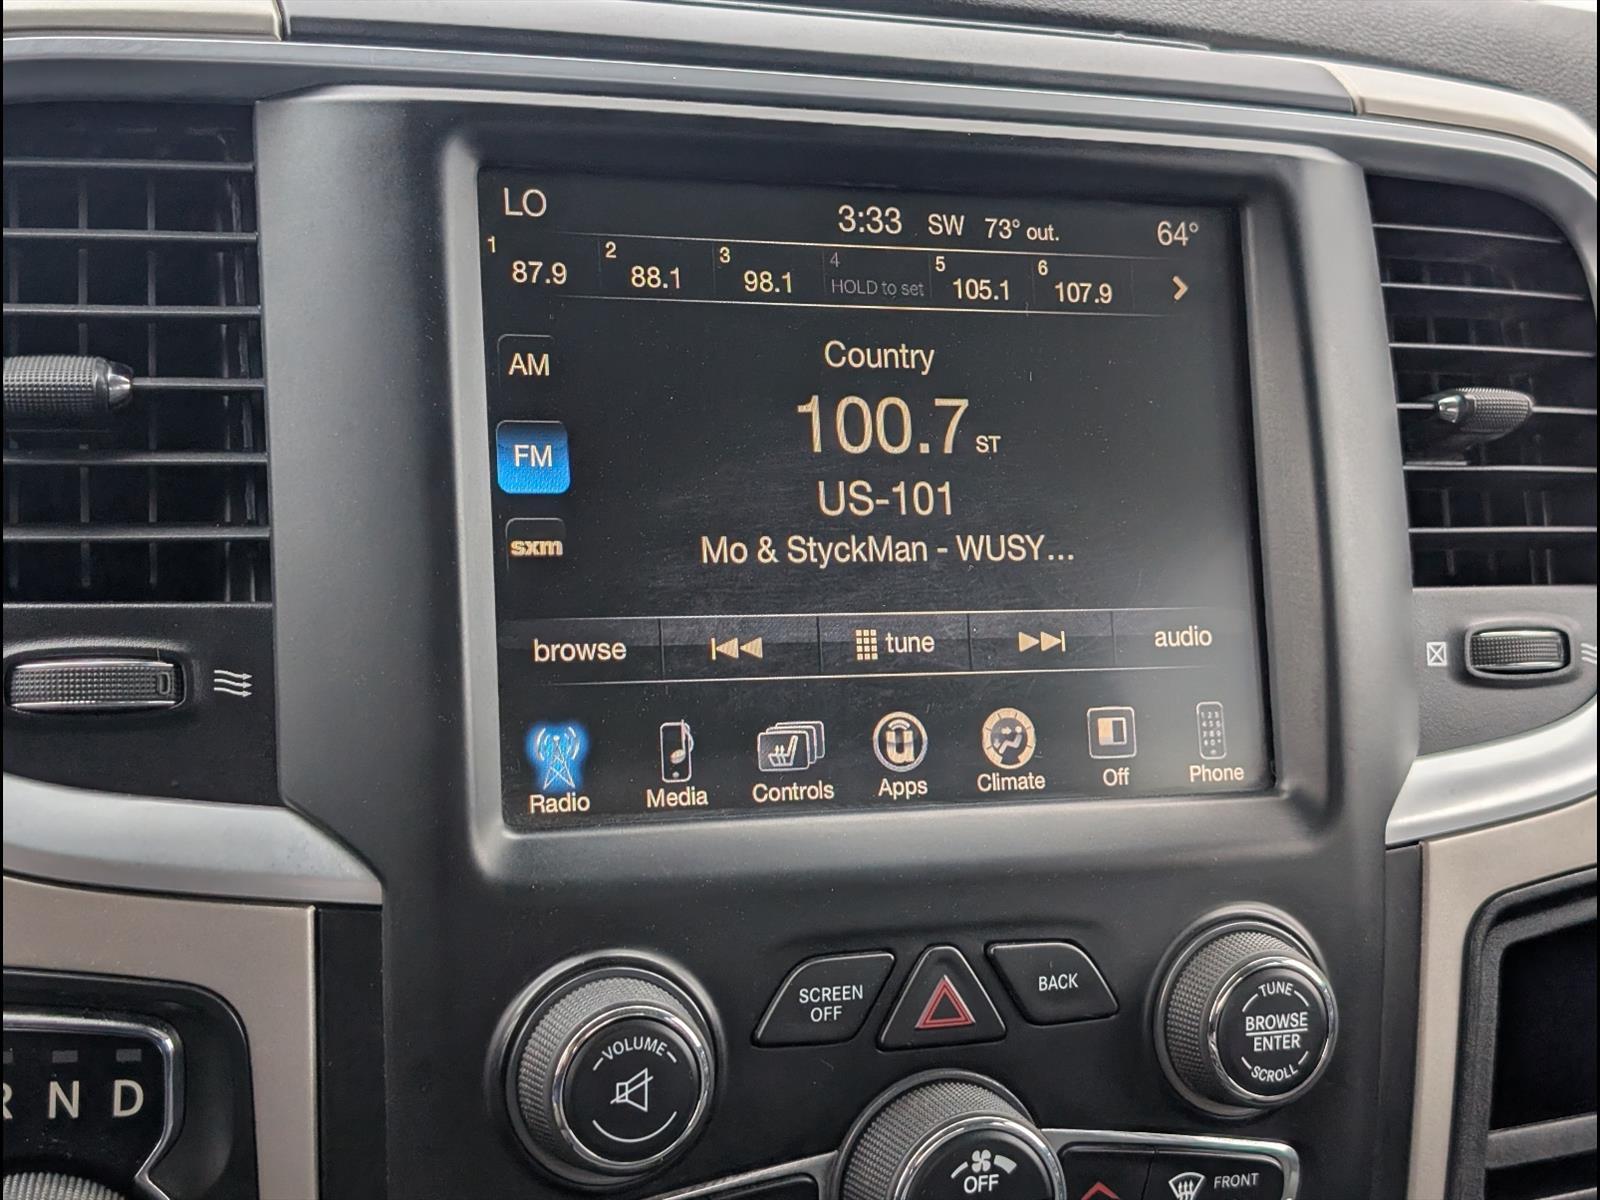 LO
3:33 SW 73° out.
64°
1 87.9
2 88.1
3 98.1
4 HOLD to set
5 105.1
6 107.9
AM
FM
sxm
Country
100.7 ST
US-101
Mo & StyckMan - WUSY...
browse
tune
audio
Radio
Media
Controls
Apps
Climate
Off
Phone
VOLUME
SCREEN
OFF
BACK
TUNE
BROWSE
ENTER
SCROLL
R N D
OFF
FRONT